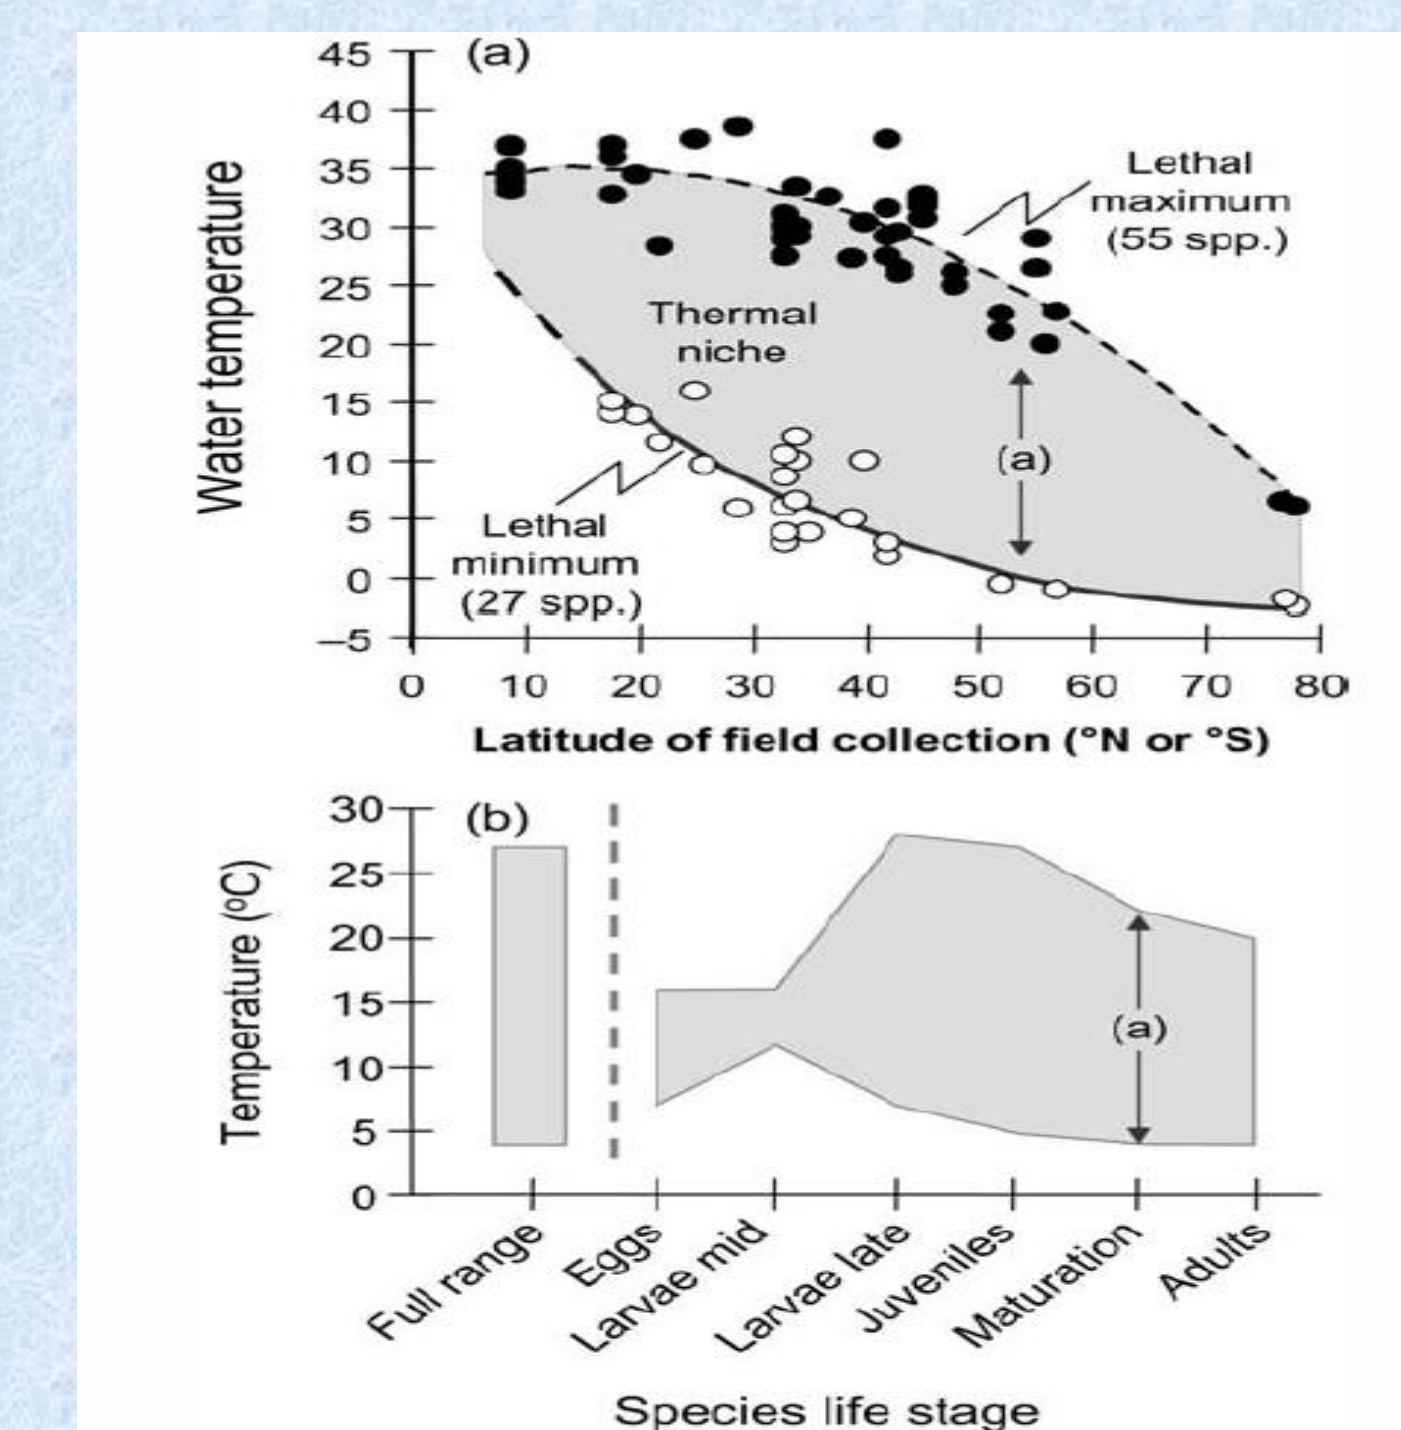 (a)
45
40
35
30
25
20
15
10
5
0
–5
Water temperature
Lethal
maximum
(55 spp.)
Thermal
niche
(a)
Lethal
minimum
(27 spp.)
0 10 20 30 40 50 60 70 80
Latitude of field collection (°N or °S)
(b)
30
25
20
15
10
5
0
Temperature (ºC)
(a)
Full range
Eggs
Larvae mid
Larvae late
Juveniles
Maturation
Adults
Species life stage